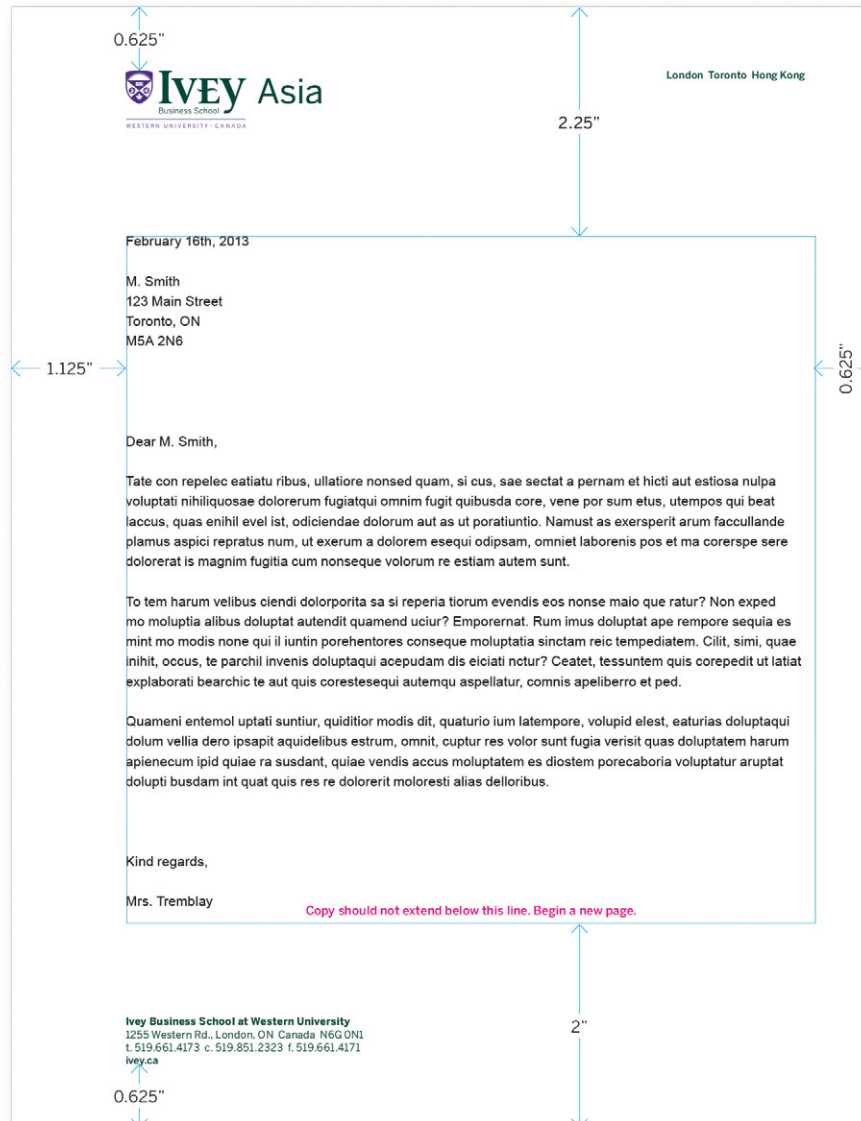 0.625"
IVEY Asia
Business School
WESTERN UNIVERSITY · CANADA
London Toronto Hong Kong
2.25"
February 16th, 2013
M. Smith
123 Main Street
Toronto, ON
M5A 2N6
1.125"
0.625"
Dear M. Smith,
Tate con repelec eatiatu ribus, ullatiore nonsed quam, si cus, sae sectat a pernam et hicti aut estiosa nulpa
voluptati nihiliquosae dolorerum fugiatqui omnim fugit quibusda core, vene por sum etus, utempos qui beat
laccus, quas enihil evel ist, odiciendae dolorum aut as ut poratiuntio. Namust as exersperit arum faccullande
plamus aspici repratus num, ut exerum a dolorem esequi odipsam, omniet laborenis pos et ma corerspe sere
dolorerat is magnim fugitia cum nonseque volorum re estiam autem sunt.
To tem harum velibus ciendi dolorporita sa si reperia tiorum evendis eos nonse maio que ratur? Non exped
mo moluptia alibus doluptat autendit quamend uciur? Emporernat. Rum imus doluptat ape rempore sequia es
mint mo modis none qui il iuntin porehentores conseque moluptatia sinctam reic tempediatem. Cilit, simi, quae
inihit, occus, te parchil invenis doluptaqui acepudam dis eiciati nctur? Ceatet, tessuntem quis corepedit ut latiat
explaborati bearchic te aut quis corestesequi autemqu aspellatur, comnis apeliberro et ped.
Quameni entemol uptati suntiur, quiditior modis dit, quaturio ium latempore, volupid elest, eaturias doluptaqui
dolum vellia dero ipsapit aquidelibus estrum, omnit, cuptur res volor sunt fugia verisit quas doluptatem harum
apienecum ipid quiae ra susdant, quiae vendis accus moluptatem es diostem porecaboria voluptatur aruptat
dolupti busdam int quat quis res re dolorerit moloresti alias delloribus.
Kind regards,
Mrs. Tremblay
Copy should not extend below this line. Begin a new page.
Ivey Business School at Western University
1255 Western Rd., London, ON Canada N6G 0N1
t. 519.661.4173 c. 519.851.2323 f. 519.661.4171
ivey.ca
2"
0.625"